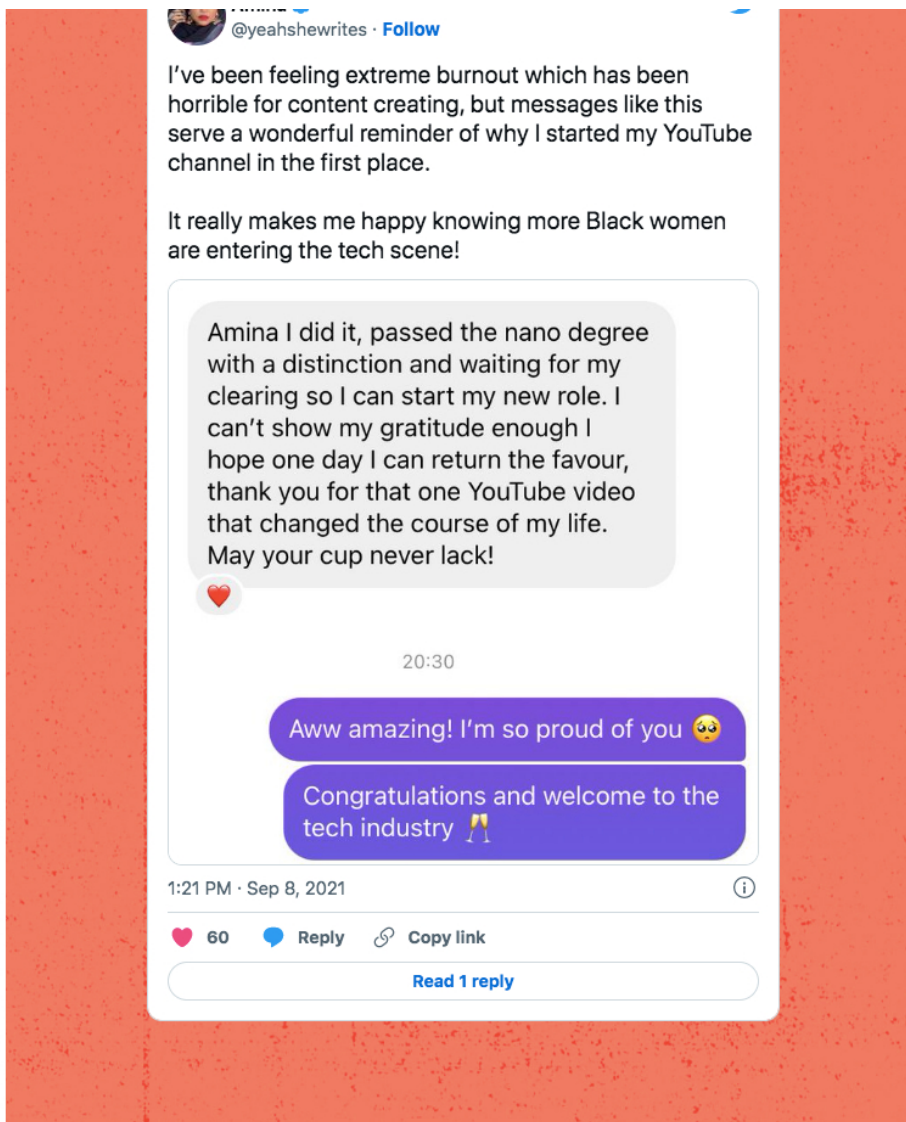 @yeahshewrites · Follow
I've been feeling extreme burnout which has been
horrible for content creating, but messages like this
serve a wonderful reminder of why I started my YouTube
channel in the first place.
It really makes me happy knowing more Black women
are entering the tech scene!
Amina I did it, passed the nano degree
with a distinction and waiting for my
clearing so I can start my new role. I
can't show my gratitude enough I
hope one day I can return the favour,
thank you for that one YouTube video
that changed the course of my life.
May your cup never lack!
❤️
20:30
Aww amazing! I'm so proud of you 🥺
Congratulations and welcome to the
tech industry 🥂
1:21 PM · Sep 8, 2021
60 Reply Copy link
Read 1 reply